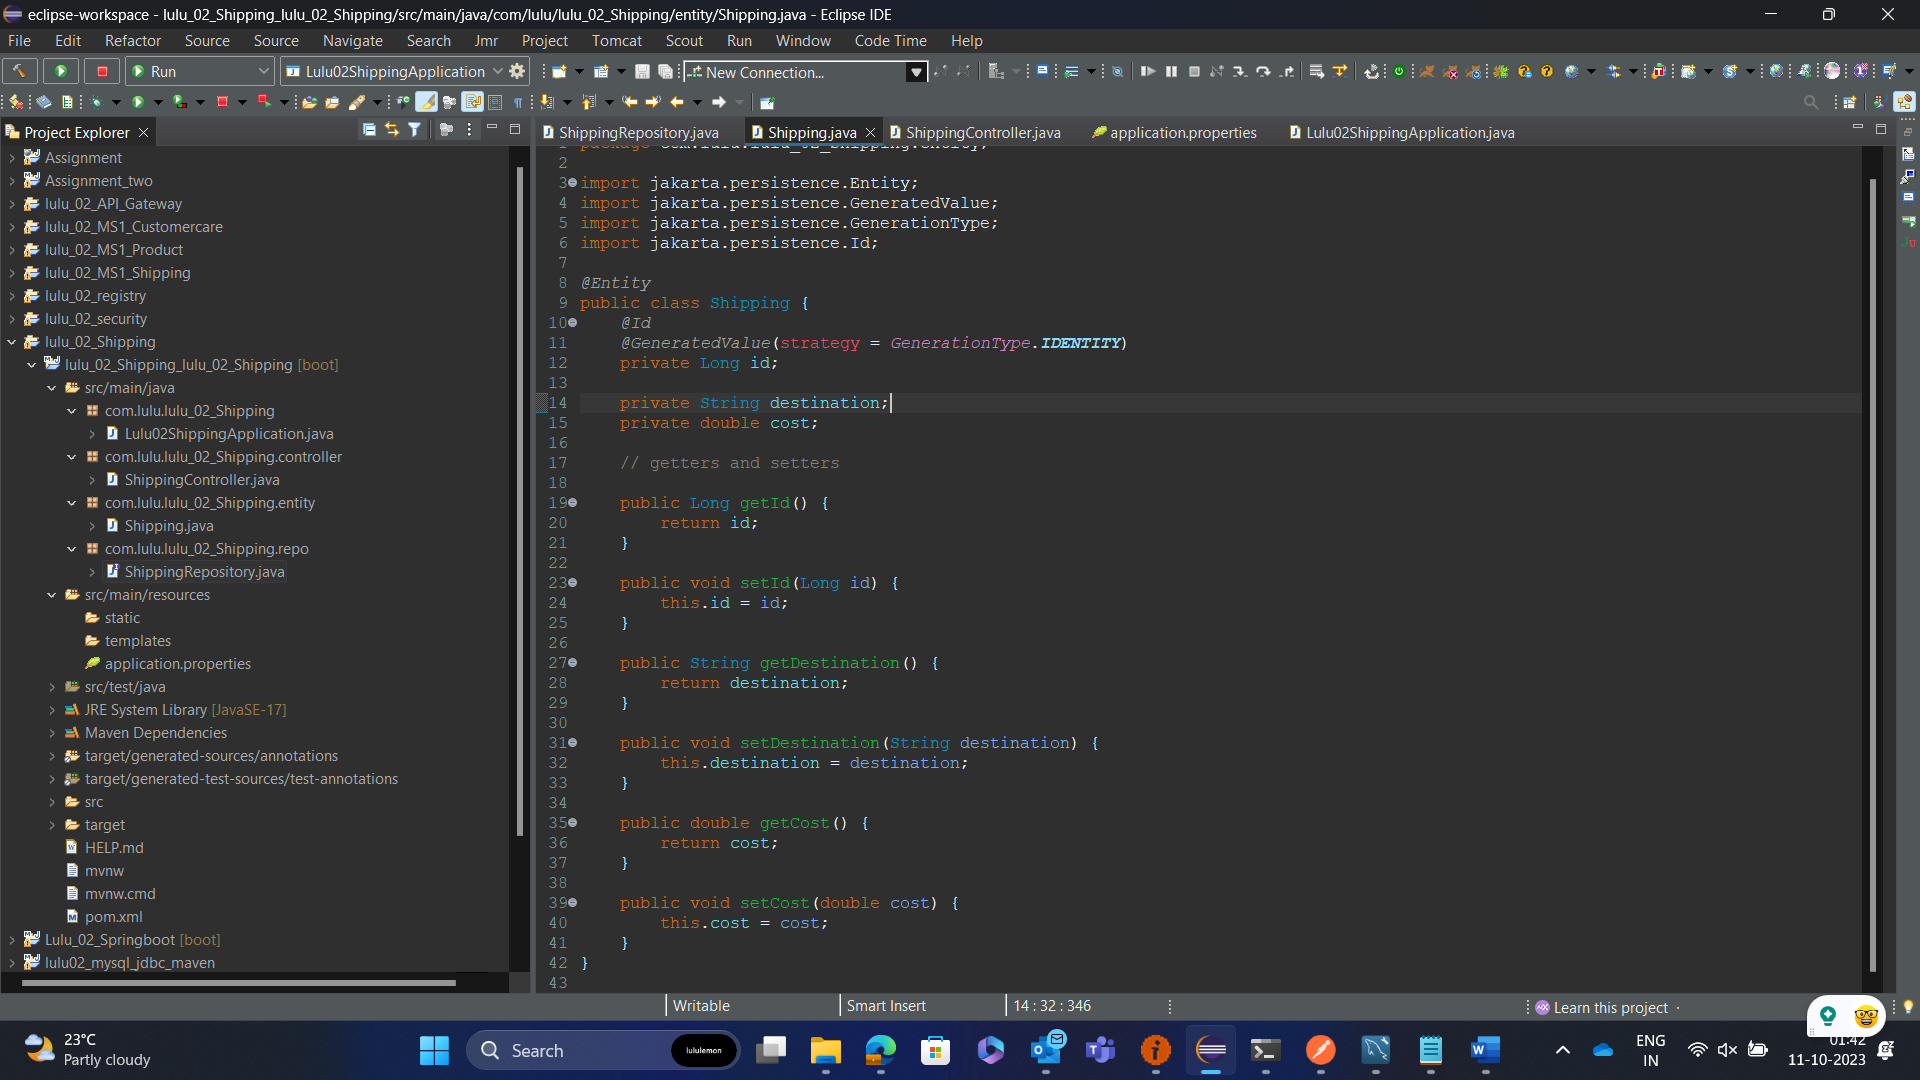 eclipse-workspace - lulu_02_Shipping_lulu_02_Shipping/src/main/java/com/lulu/lulu_02_Shipping/entity/Shipping.java - Eclipse IDE
File Edit Refactor Source Source Navigate Search Jmr Project Tomcat Scout Run Window Code Time Help
Run Lulu02ShippingApplication New Connection...
Project Explorer
Assignment
Assignment_two
lulu_02_API_Gateway
lulu_02_MS1_Customercare
lulu_02_MS1_Product
lulu_02_MS1_Shipping
lulu_02_registry
lulu_02_security
lulu_02_Shipping
lulu_02_Shipping_lulu_02_Shipping [boot]
src/main/java
com.lulu.lulu_02_Shipping
Lulu02ShippingApplication.java
com.lulu.lulu_02_Shipping.controller
ShippingController.java
com.lulu.lulu_02_Shipping.entity
Shipping.java
com.lulu.lulu_02_Shipping.repo
ShippingRepository.java
src/main/resources
static
templates
application.properties
src/test/java
JRE System Library [JavaSE-17]
Maven Dependencies
target/generated-sources/annotations
target/generated-test-sources/test-annotations
src
target
HELP.md
mvnw
mvnw.cmd
pom.xml
Lulu_02_Springboot [boot]
lulu02_mysql_jdbc_maven
ShippingRepository.java Shipping.java ShippingController.java application.properties Lulu02ShippingApplication.java
1 package com.lulu.lulu_02_Shipping.entity;
2
3 import jakarta.persistence.Entity;
4 import jakarta.persistence.GeneratedValue;
5 import jakarta.persistence.GenerationType;
6 import jakarta.persistence.Id;
7
8 @Entity
9 public class Shipping {
10 @Id
11 @GeneratedValue(strategy = GenerationType.IDENTITY)
12 private Long id;
13
14 private String destination;
15 private double cost;
16
17 // getters and setters
18
19 public Long getId() {
20 return id;
21 }
22
23 public void setId(Long id) {
24 this.id = id;
25 }
26
27 public String getDestination() {
28 return destination;
29 }
30
31 public void setDestination(String destination) {
32 this.destination = destination;
33 }
34
35 public double getCost() {
36 return cost;
37 }
38
39 public void setCost(double cost) {
40 this.cost = cost;
41 }
42 }
43
Writable Smart Insert 14 : 32 : 346 Learn this project
23°C
Partly cloudy
Search
lululemon
ENG
IN
01:42
11-10-2023